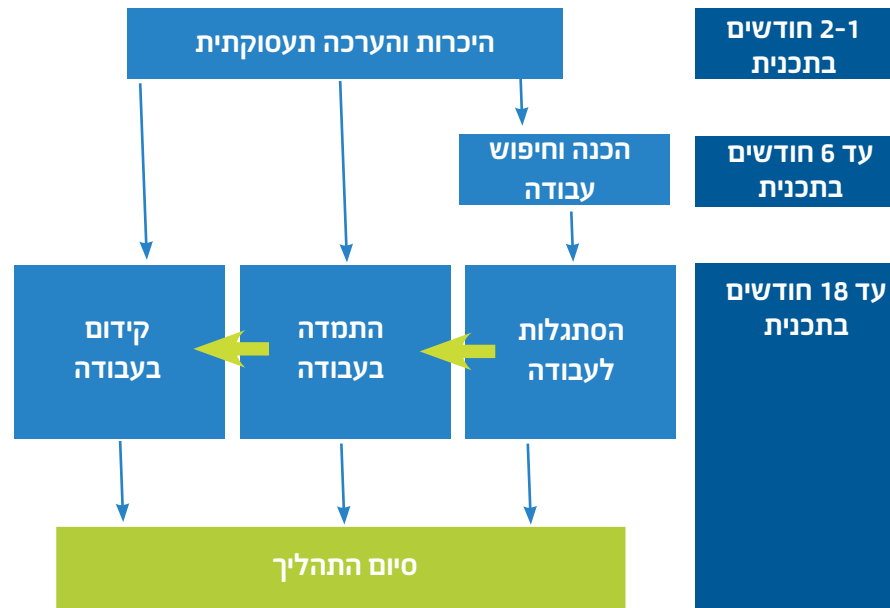 היכרות והערכה תעסוקתית
2-1 חודשים
בתכנית
הכנה וחיפוש
עבודה
עד 6 חודשים
בתכנית
עד 18 חודשים
בתכנית
הסתגלות
לעבודה
התמדה
בעבודה
קידום
בעבודה
סיום התהליך